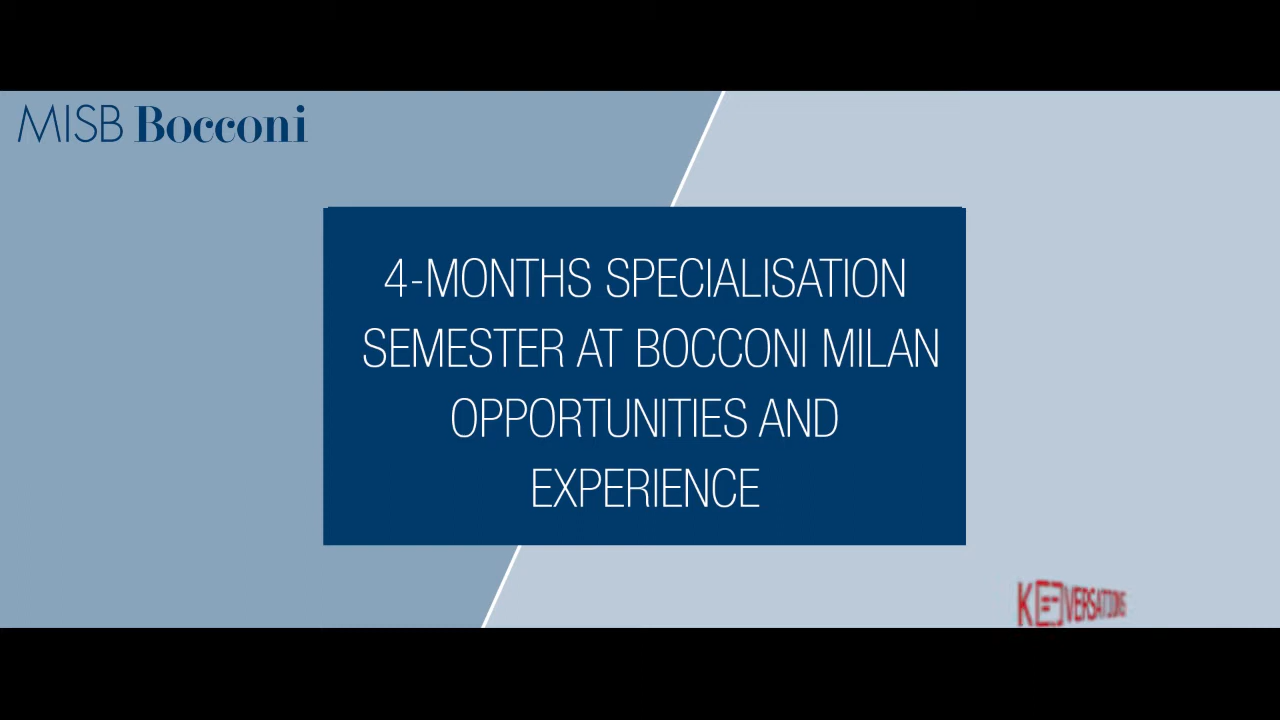 MISB Bocconi
4-MONTHS SPECIALISATION
SEMESTER AT BOCCONI MILAN
OPPORTUNITIES AND
EXPERIENCE